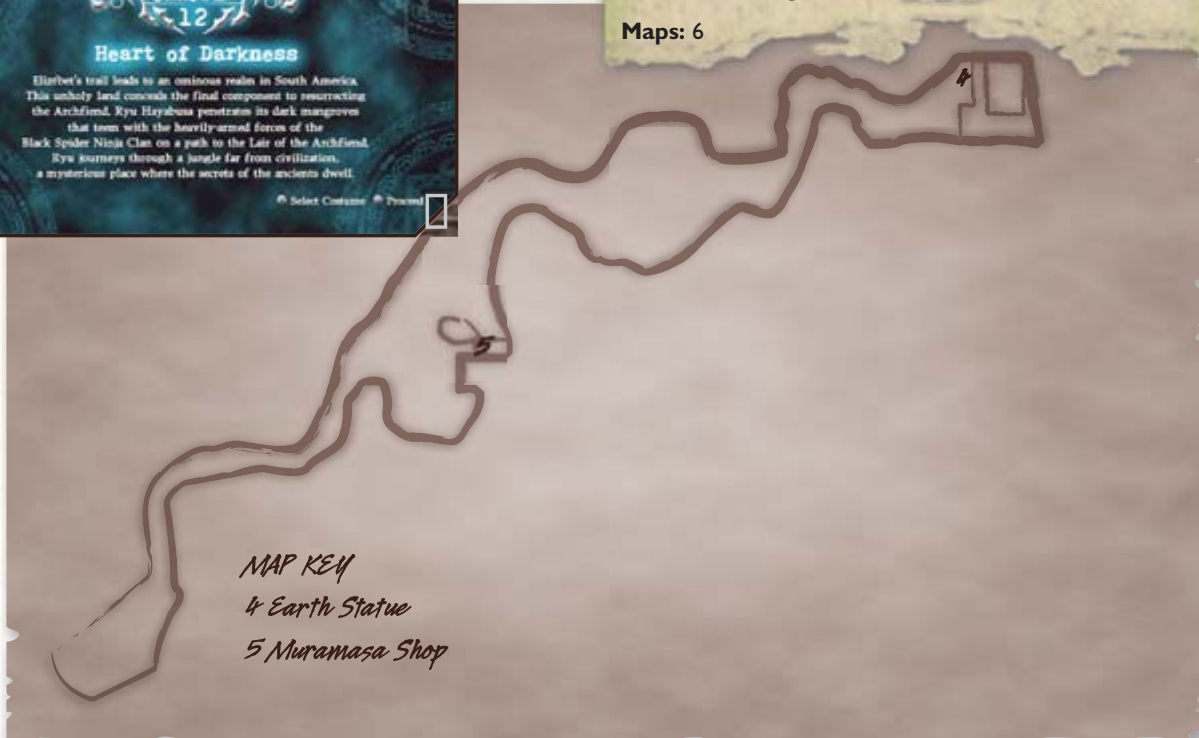 12
Heart of Darkness
Elizébet's trail leads to an ominous realm in South America.
This unholy land conceals the final component to resurrecting
the Archfiend. Ryu Hayabusa penetrates its dark mangroves
that teem with the heavily-armed forces of the
Black Spider Ninja Clan on a path to the Lair of the Archfiend.
Ryu journeys through a jungle far from civilization,
a mysterious place where the secrets of the ancients dwell.
Select Costume Proceed
Maps: 6
4
5
MAP KEY
4 Earth Statue
5 Muramasa Shop